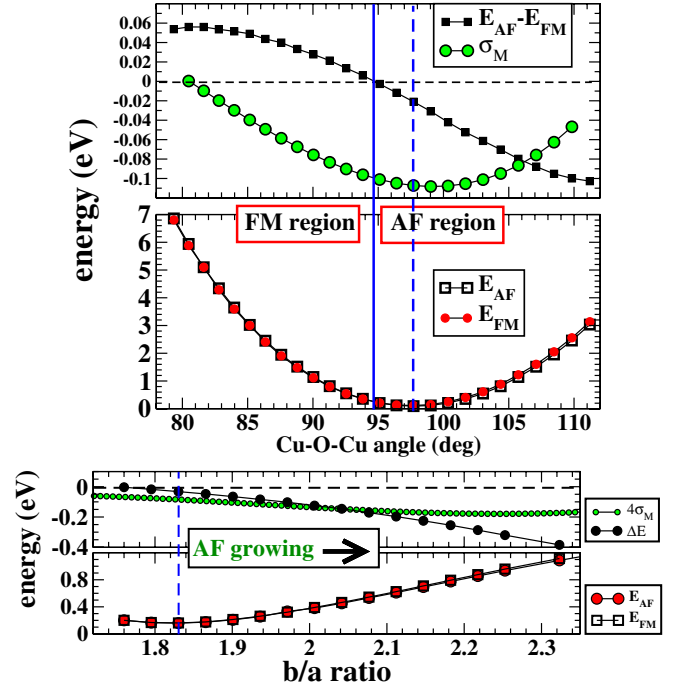 E_AF-E_FM
σ_M
0.06
0.04
0.02
0
-0.02
-0.04
-0.06
-0.08
-0.1
energy (eV)
FM region
AF region
7
6
5
4
3
2
1
0
E_AF
E_FM
80 85 90 95 100 105 110
Cu-O-Cu angle (deg)
0
-0.2
-0.4
4σ_M
ΔE
AF growing
energy (eV)
0.8
0.4
0
E_AF
E_FM
1.8 1.9 2 2.1 2.2 2.3
b/a ratio